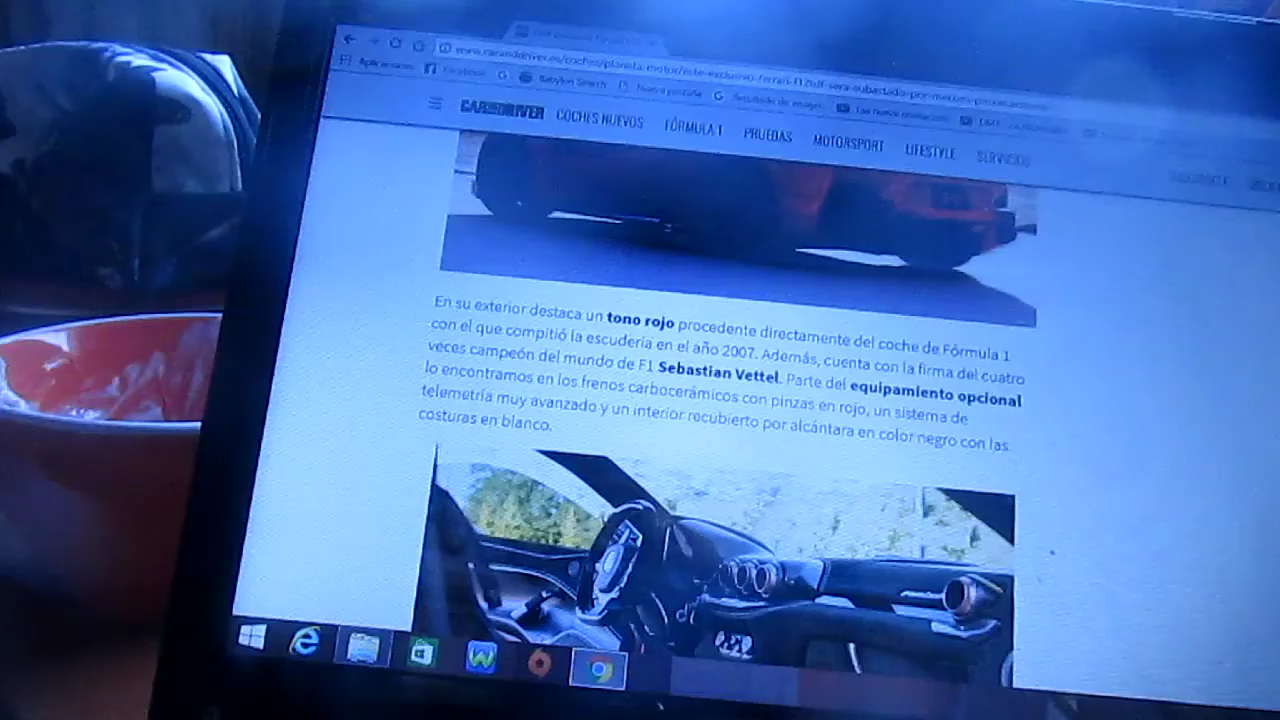 Aplicaciones Facebook Babylon Search
CAR AND DRIVER COCHES NUEVOS FÓRMULA 1 PRUEBAS MOTORSPORT LIFESTYLE SERVICIOS
En su exterior destaca un tono rojo procedente directamente del coche de Fórmula 1
con el que compitió la escudería en el año 2007. Además, cuenta con la firma del cuatro
veces campeón del mundo de F1 Sebastian Vettel. Parte del equipamiento opcional
lo encontramos en los frenos carbocerámicos con pinzas en rojo, un sistema de
telemetría muy avanzado y un interior recubierto por alcántara en color negro con las
costuras en blanco.